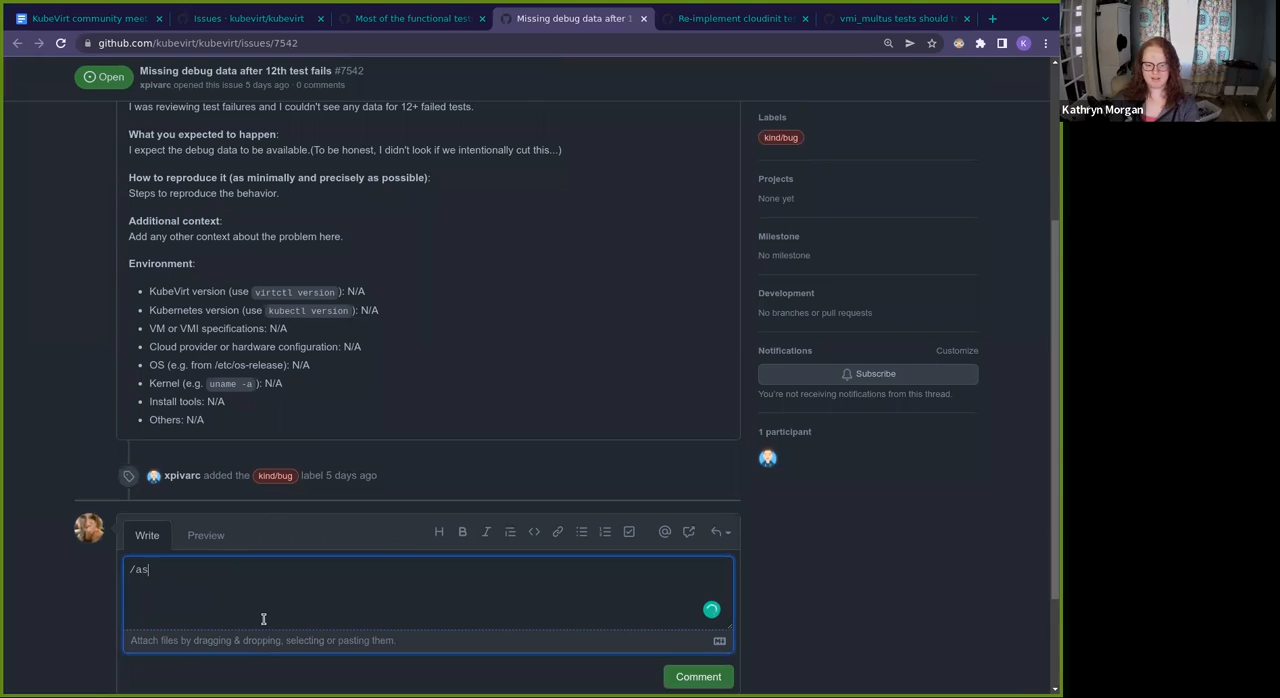 KubeVirt community meet
Issues · kubevirt/kubevirt
Most of the functional test
Missing debug data after 1
Re-implement cloudinit te
vmi_multus tests should t
github.com/kubevirt/kubevirt/issues/7542
K
Kathryn Morgan
Open
Missing debug data after 12th test fails #7542
xpivarc opened this issue 5 days ago · 0 comments
I was reviewing test failures and I couldn't see any data for 12+ failed tests.
What you expected to happen:
I expect the debug data to be available.(To be honest, I didn't look if we intentionally cut this...)
How to reproduce it (as minimally and precisely as possible):
Steps to reproduce the behavior.
Additional context:
Add any other context about the problem here.
Environment:
KubeVirt version (use virtctl version): N/A
Kubernetes version (use kubectl version): N/A
VM or VMI specifications: N/A
Cloud provider or hardware configuration: N/A
OS (e.g. from /etc/os-release): N/A
Kernel (e.g. uname -a): N/A
Install tools: N/A
Others: N/A
xpivarc added the kind/bug label 5 days ago
Write
Preview
/as
Attach files by dragging & dropping, selecting or pasting them.
Comment
Labels
kind/bug
Projects
None yet
Milestone
No milestone
Development
No branches or pull requests
Notifications
Customize
Subscribe
You're not receiving notifications from this thread.
1 participant